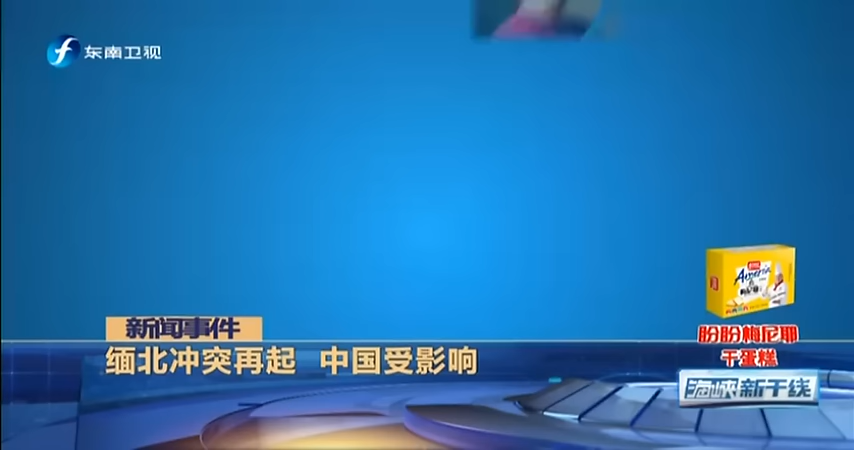 东南卫视
新闻事件
缅北冲突再起 中国受影响
盼盼梅尼耶
干蛋糕
海峡新干线